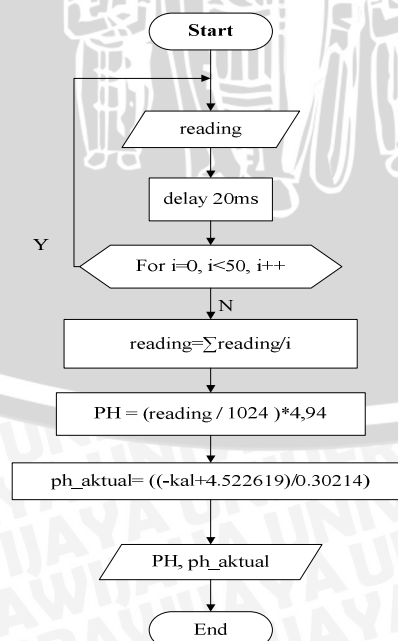 Start
reading
delay 20ms
Y
For i=0, i<50, i++
N
reading=∑reading/i
PH = (reading / 1024 )*4,94
ph_aktual= ((-kal+4.522619)/0.30214)
PH, ph_aktual
End